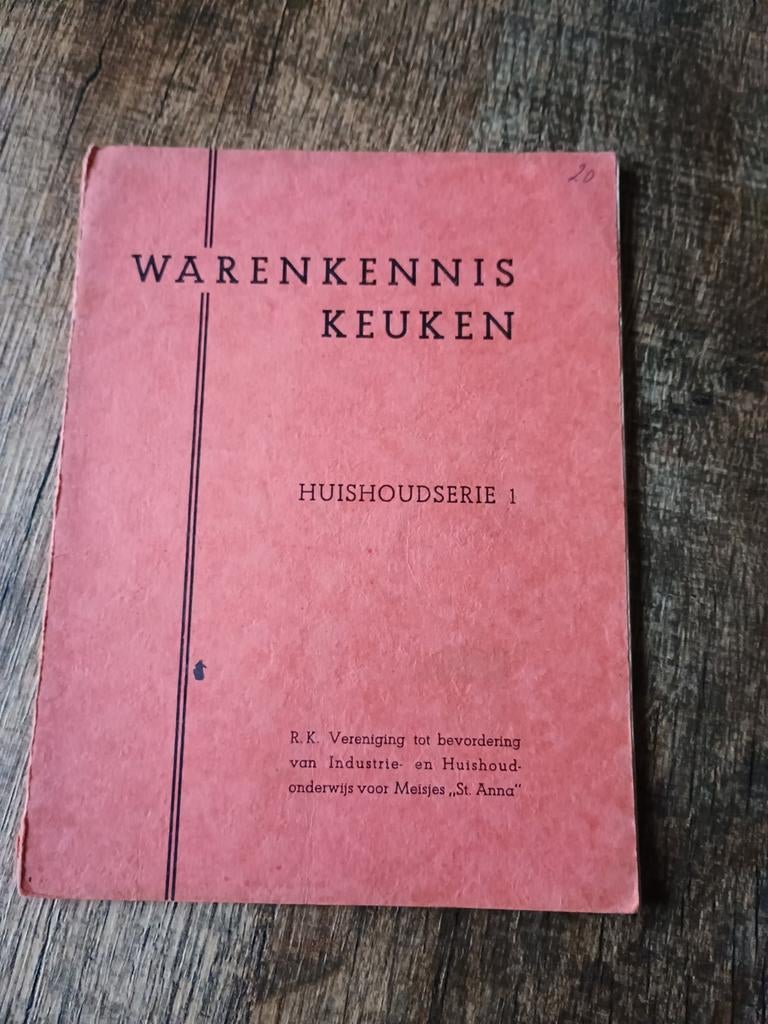 20
WARENKENNIS
KEUKEN
HUISHOUDSERIE 1
R.K. Vereniging tot bevordering
van Industrie- en Huishoud-
onderwijs voor Meisjes „St. Anna"